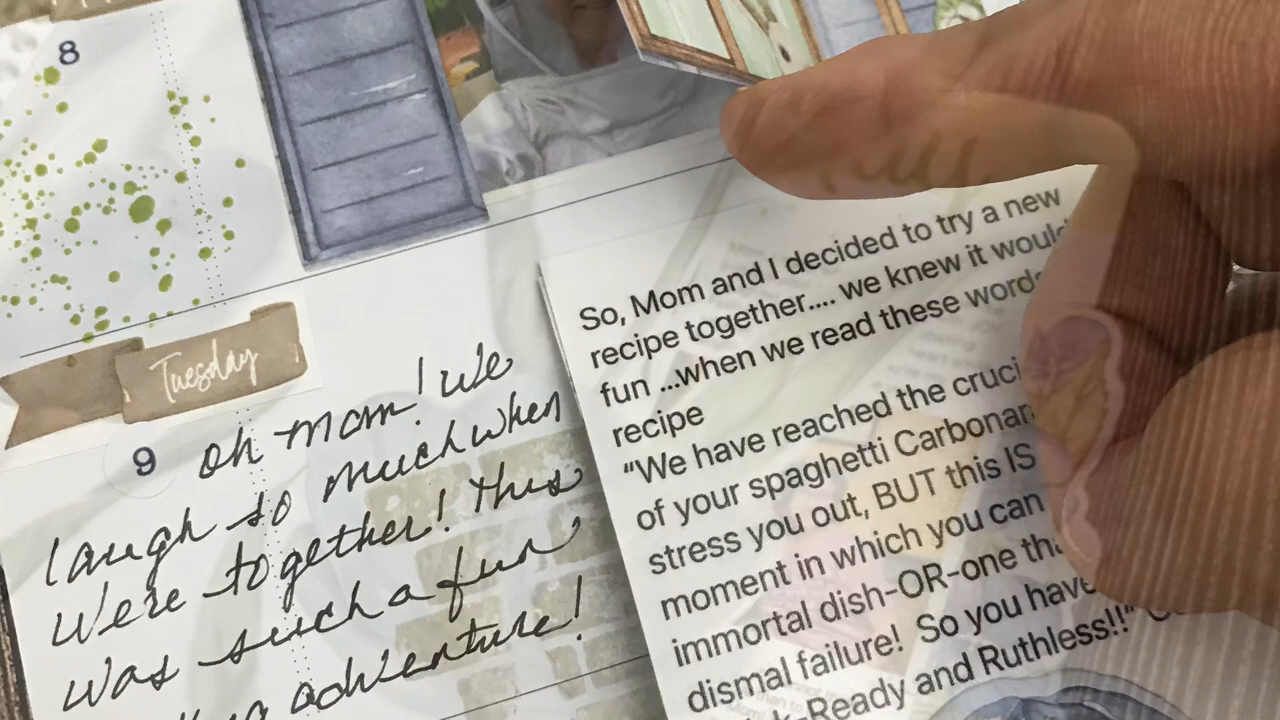 8
Tuesday
9
oh mom! we
laugh so much when
were together! This
was such a fun
adventure!
So, Mom and I decided to try a new
recipe together.... we knew it would
fun ...when we read these words
recipe
“We have reached the cruci
of your spaghetti Carbonar
stress you out, BUT this IS
moment in which you can
immortal dish-OR-one tha
dismal failure! So you have
k-Ready and Ruthless!!”